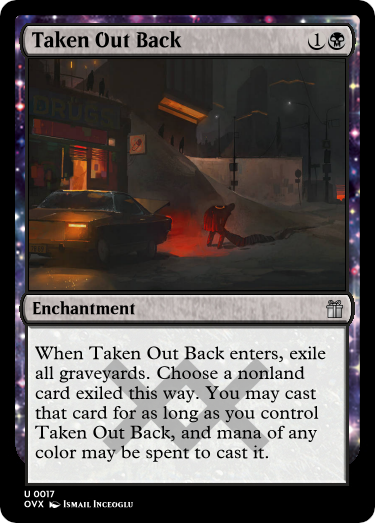 Taken Out Back
1
DRUGS
Enchantment
When Taken Out Back enters, exile
all graveyards. Choose a nonland
card exiled this way. You may cast
that card for as long as you control
Taken Out Back, and mana of any
color may be spent to cast it.
U 0017
OVX Ismail Inceoglu